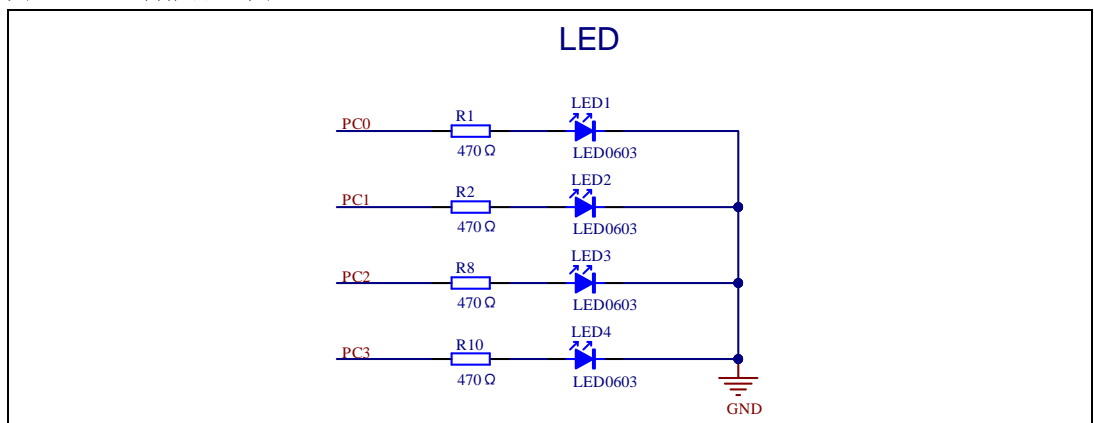 LED
LED1
PC0
R1
470Ω
LED0603
LED2
PC1
R2
470Ω
LED0603
LED3
PC2
R8
470Ω
LED0603
LED4
PC3
R10
470Ω
LED0603
GND